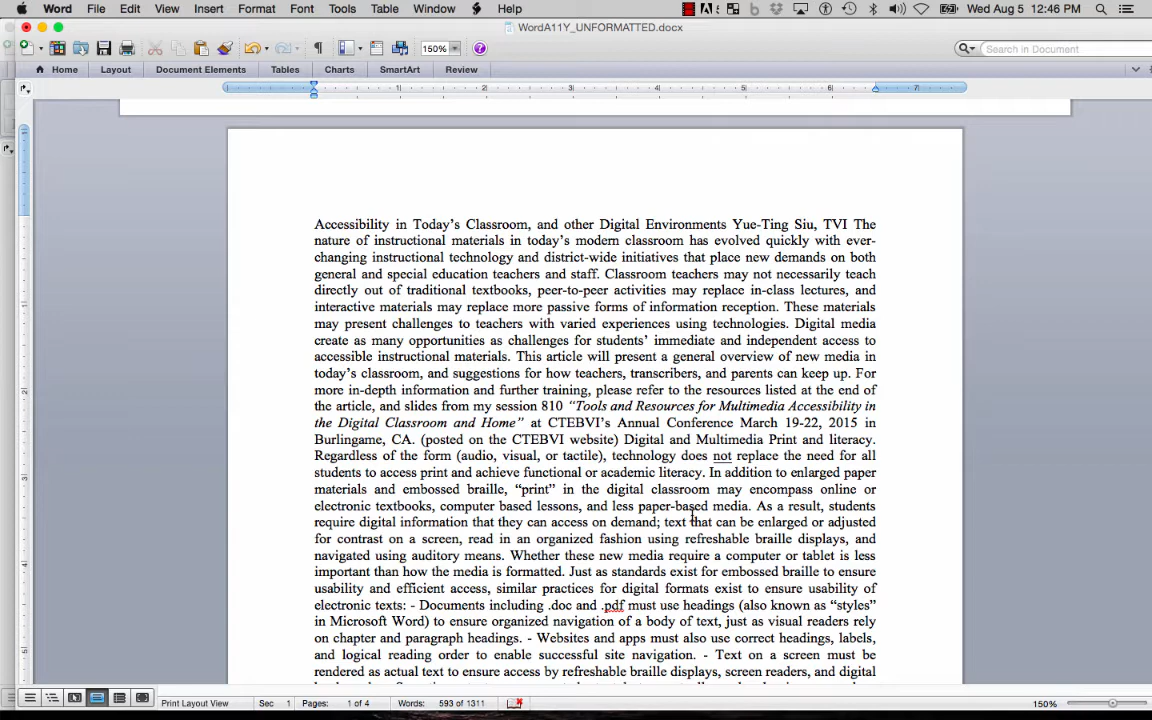 Word File Edit View Insert Format Font Tools Table Window Help Wed Aug 5 12:46 PM
WordA11Y_UNFORMATTED.docx
150% Search in Document
Home Layout Document Elements Tables Charts SmartArt Review
1 2 3 4 5 6 7
Accessibility in Today’s Classroom, and other Digital Environments Yue-Ting Siu, TVI The
nature of instructional materials in today’s modern classroom has evolved quickly with ever-
changing instructional technology and district-wide initiatives that place new demands on both
general and special education teachers and staff. Classroom teachers may not necessarily teach
directly out of traditional textbooks, peer-to-peer activities may replace in-class lectures, and
interactive materials may replace more passive forms of information reception. These materials
may present challenges to teachers with varied experiences using technologies. Digital media
create as many opportunities as challenges for students’ immediate and independent access to
accessible instructional materials. This article will present a general overview of new media in
today’s classroom, and suggestions for how teachers, transcribers, and parents can keep up. For
more in-depth information and further training, please refer to the resources listed at the end of
the article, and slides from my session 810 “Tools and Resources for Multimedia Accessibility in
the Digital Classroom and Home” at CTEBVI’s Annual Conference March 19-22, 2015 in
Burlingame, CA. (posted on the CTEBVI website) Digital and Multimedia Print and literacy.
Regardless of the form (audio, visual, or tactile), technology does not replace the need for all
students to access print and achieve functional or academic literacy. In addition to enlarged paper
materials and embossed braille, “print” in the digital classroom may encompass online or
electronic textbooks, computer based lessons, and less paper-based media. As a result, students
require digital information that they can access on demand; text that can be enlarged or adjusted
for contrast on a screen, read in an organized fashion using refreshable braille displays, and
navigated using auditory means. Whether these new media require a computer or tablet is less
important than how the media is formatted. Just as standards exist for embossed braille to ensure
usability and efficient access, similar practices for digital formats exist to ensure usability of
electronic texts: - Documents including .doc and .pdf must use headings (also known as “styles”
in Microsoft Word) to ensure organized navigation of a body of text, just as visual readers rely
on chapter and paragraph headings. - Websites and apps must also use correct headings, labels,
and logical reading order to enable successful site navigation. - Text on a screen must be
rendered as actual text to ensure access by refreshable braille displays, screen readers, and digital
Print Layout View Sec 1 Pages: 1 of 4 Words: 593 of 1311 150%